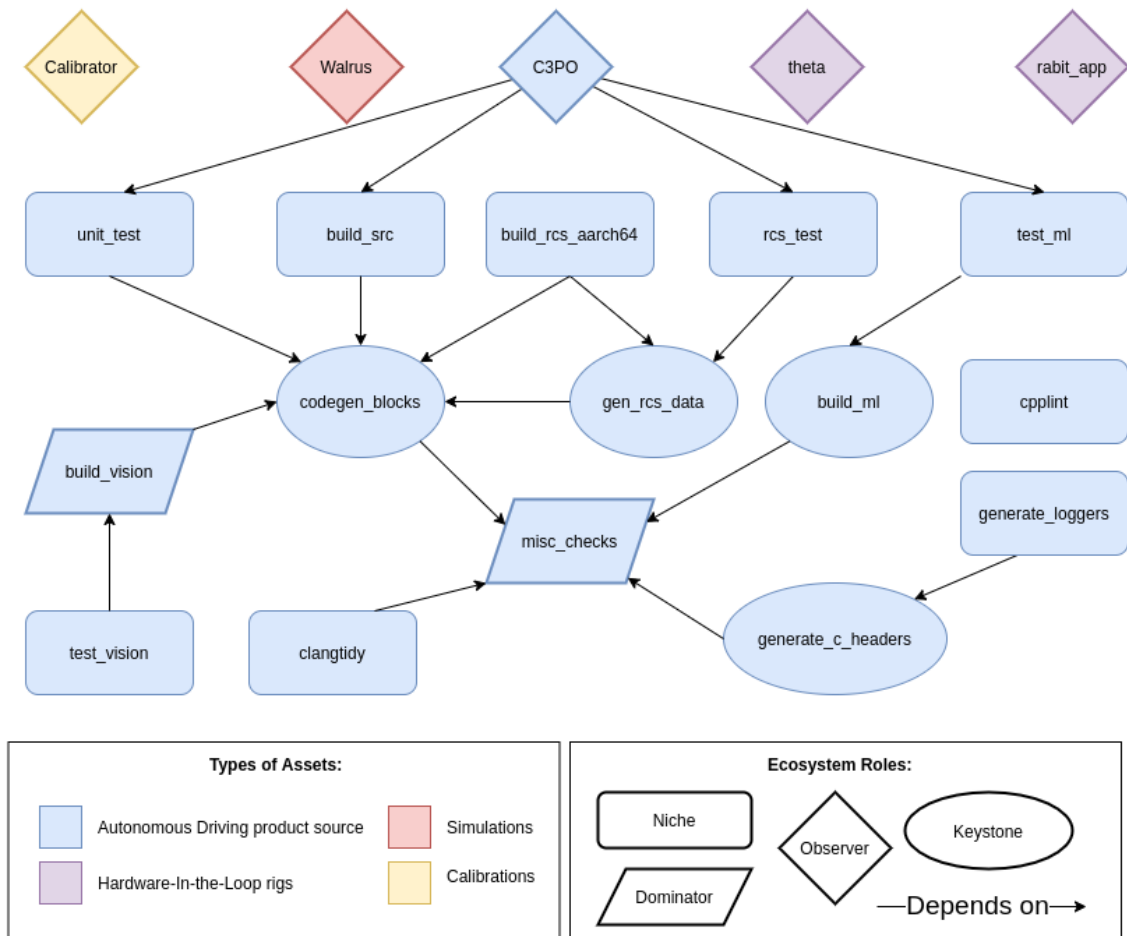 Calibrator
Walrus
C3PO
theta
rabit_app
unit_test
build_src
build_rcs_aarch64
rcs_test
test_ml
codegen_blocks
gen_rcs_data
build_ml
cpplint
build_vision
generate_loggers
misc_checks
test_vision
clangtidy
generate_c_headers
Types of Assets:
Autonomous Driving product source
Simulations
Hardware-In-the-Loop rigs
Calibrations
Ecosystem Roles:
Niche
Observer
Keystone
Dominator
Depends on